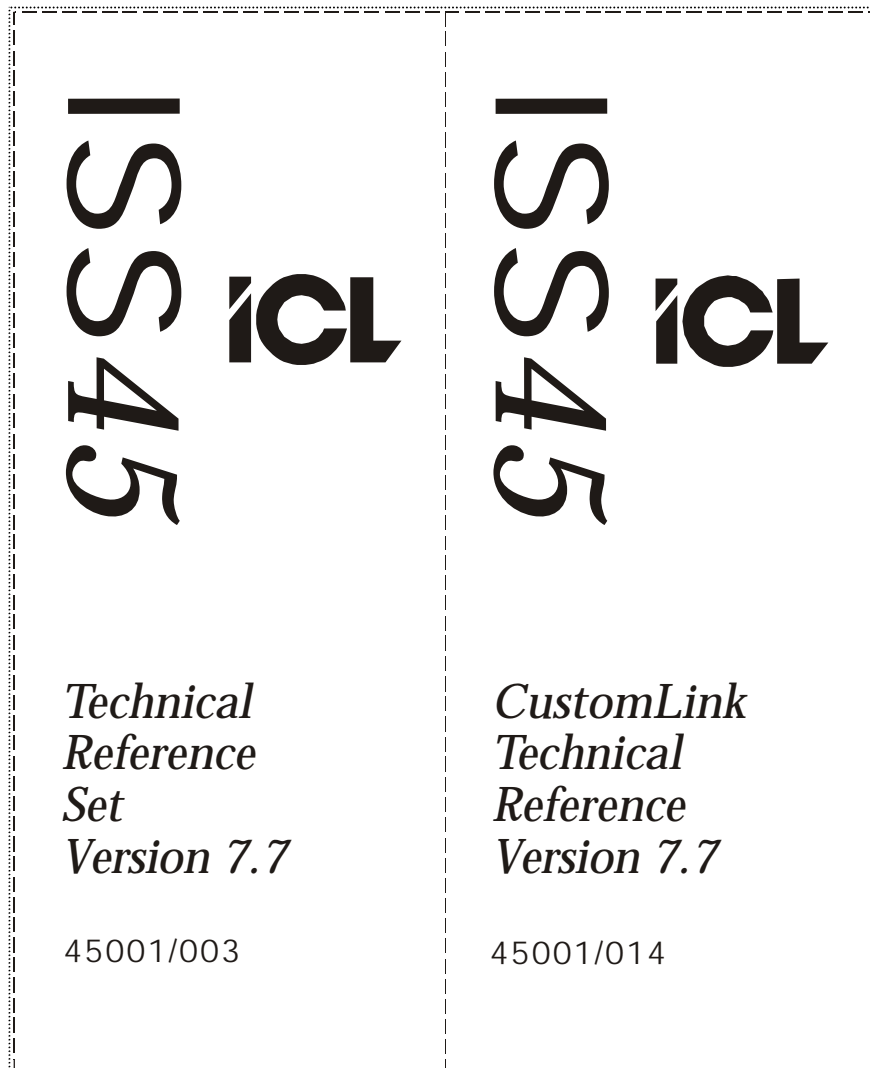 ISS45
ICL
Technical
Reference
Set
Version 7.7
45001/003
ISS45
ICL
CustomLink
Technical
Reference
Version 7.7
45001/014